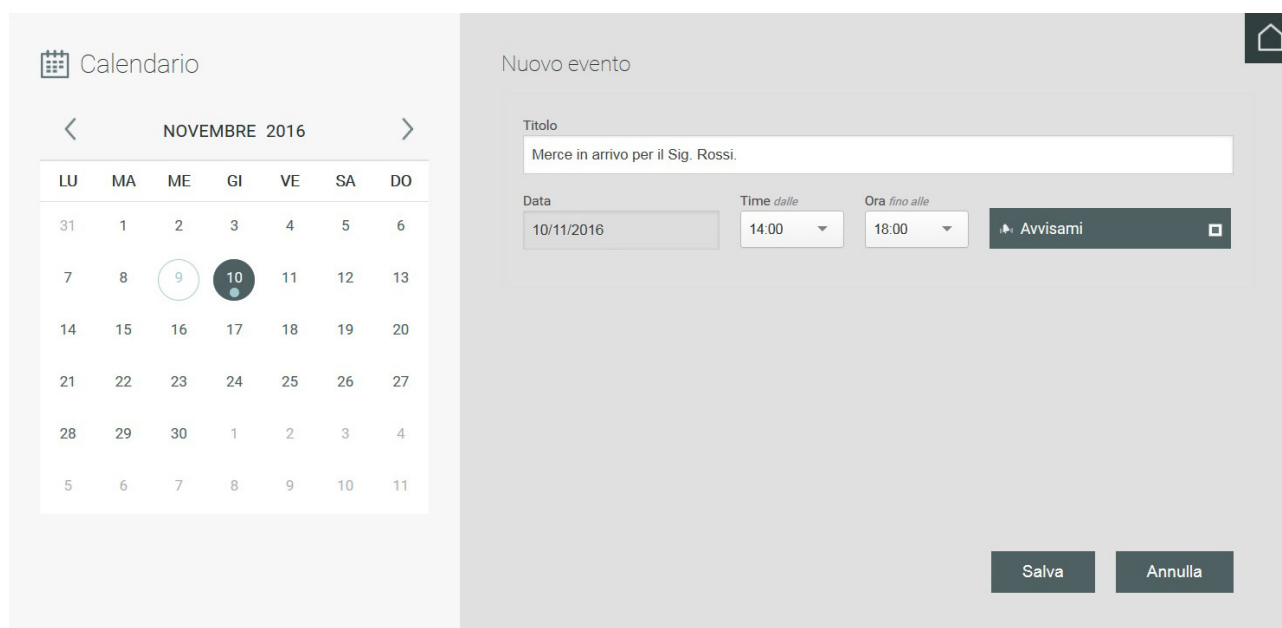 Calendario
NOVEMBRE 2016
LU MA ME GI VE SA DO
31 1 2 3 4 5 6
7 8 9 10 11 12 13
14 15 16 17 18 19 20
21 22 23 24 25 26 27
28 29 30 1 2 3 4
5 6 7 8 9 10 11
Nuovo evento
Titolo
Merce in arrivo per il Sig. Rossi.
Data Time dalle Ora fino alle
10/11/2016 14:00 18:00 Avvisami
Salva Annulla